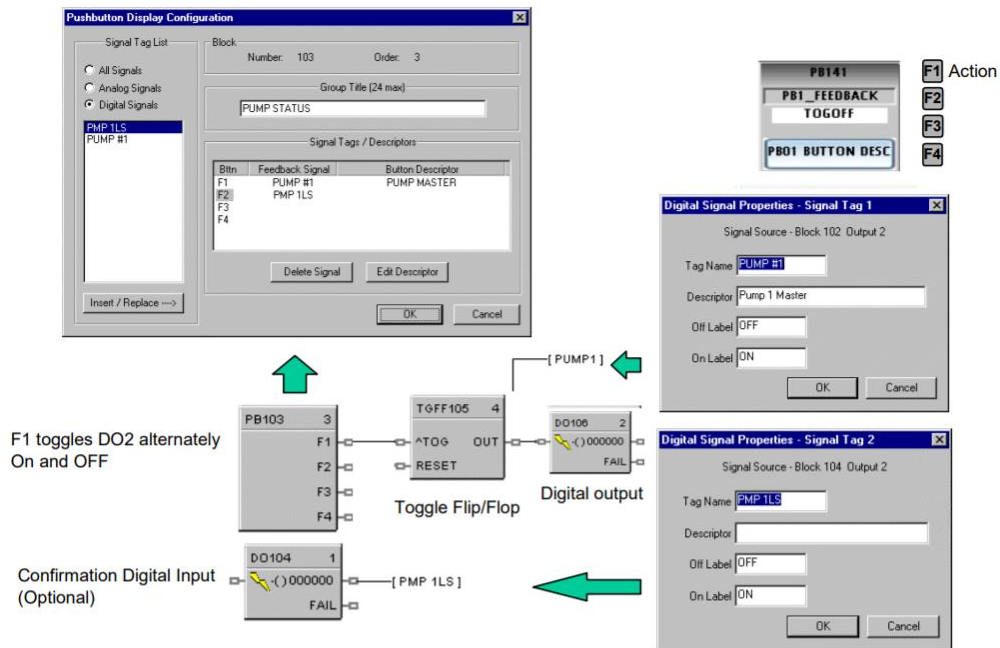 Pushbutton Display Configuration
Signal Tag List
All Signals
Analog Signals
Digital Signals
PMP 1LS
PUMP #1
Insert / Replace ---->
Block
Number: 103 Order: 3
Group Title (24 max)
PUMP STATUS
Signal Tags / Descriptors
Bttn Feedback Signal Button Descriptor
F1 PUMP #1 PUMP MASTER
F2 PMP 1LS
F3
F4
Delete Signal Edit Descriptor
OK Cancel
PB141
PB1_FEEDBACK
TOGOFF
PB01 BUTTON DESC
F1 Action
F2
F3
F4
Digital Signal Properties - Signal Tag 1
Signal Source - Block 102 Output 2
Tag Name PUMP #1
Descriptor Pump 1 Master
Off Label OFF
On Label ON
OK Cancel
[ PUMP1 ]
F1 toggles DO2 alternately
On and OFF
PB103 3
F1
F2
F3
F4
TGFF105 4
^TOG OUT
RESET
Toggle Flip/Flop
DO106 2
-()000000
FAIL
Digital output
Digital Signal Properties - Signal Tag 2
Signal Source - Block 104 Output 2
Tag Name PMP 1LS
Descriptor
Off Label OFF
On Label ON
OK Cancel
Confirmation Digital Input
(Optional)
DO104 1
-()000000
FAIL
[ PMP 1LS ]